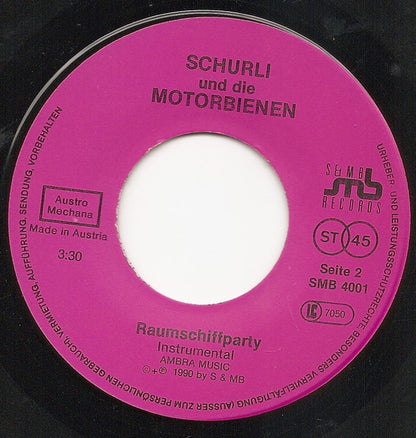 SCHURLI
und die
MOTORBIENEN
Austro
Mechana
Made in Austria
3:30
S&MB
smb
RECORDS
ST 45
Seite 2
SMB 4001
LC 7050
Raumschiffparty
Instrumental
AMBRA MUSIC
©+℗ 1990 by S & MB
URHEBER- UND LEISTUNGSSCHUTZRECHTE BESONDERS VERVIELFÄLTIGUNG (AUSSER ZUM PERSÖNLICHEN GEBRAUCH), VERMIETUNG, AUFFÜHRUNG, SENDUNG, VORBEHALTEN